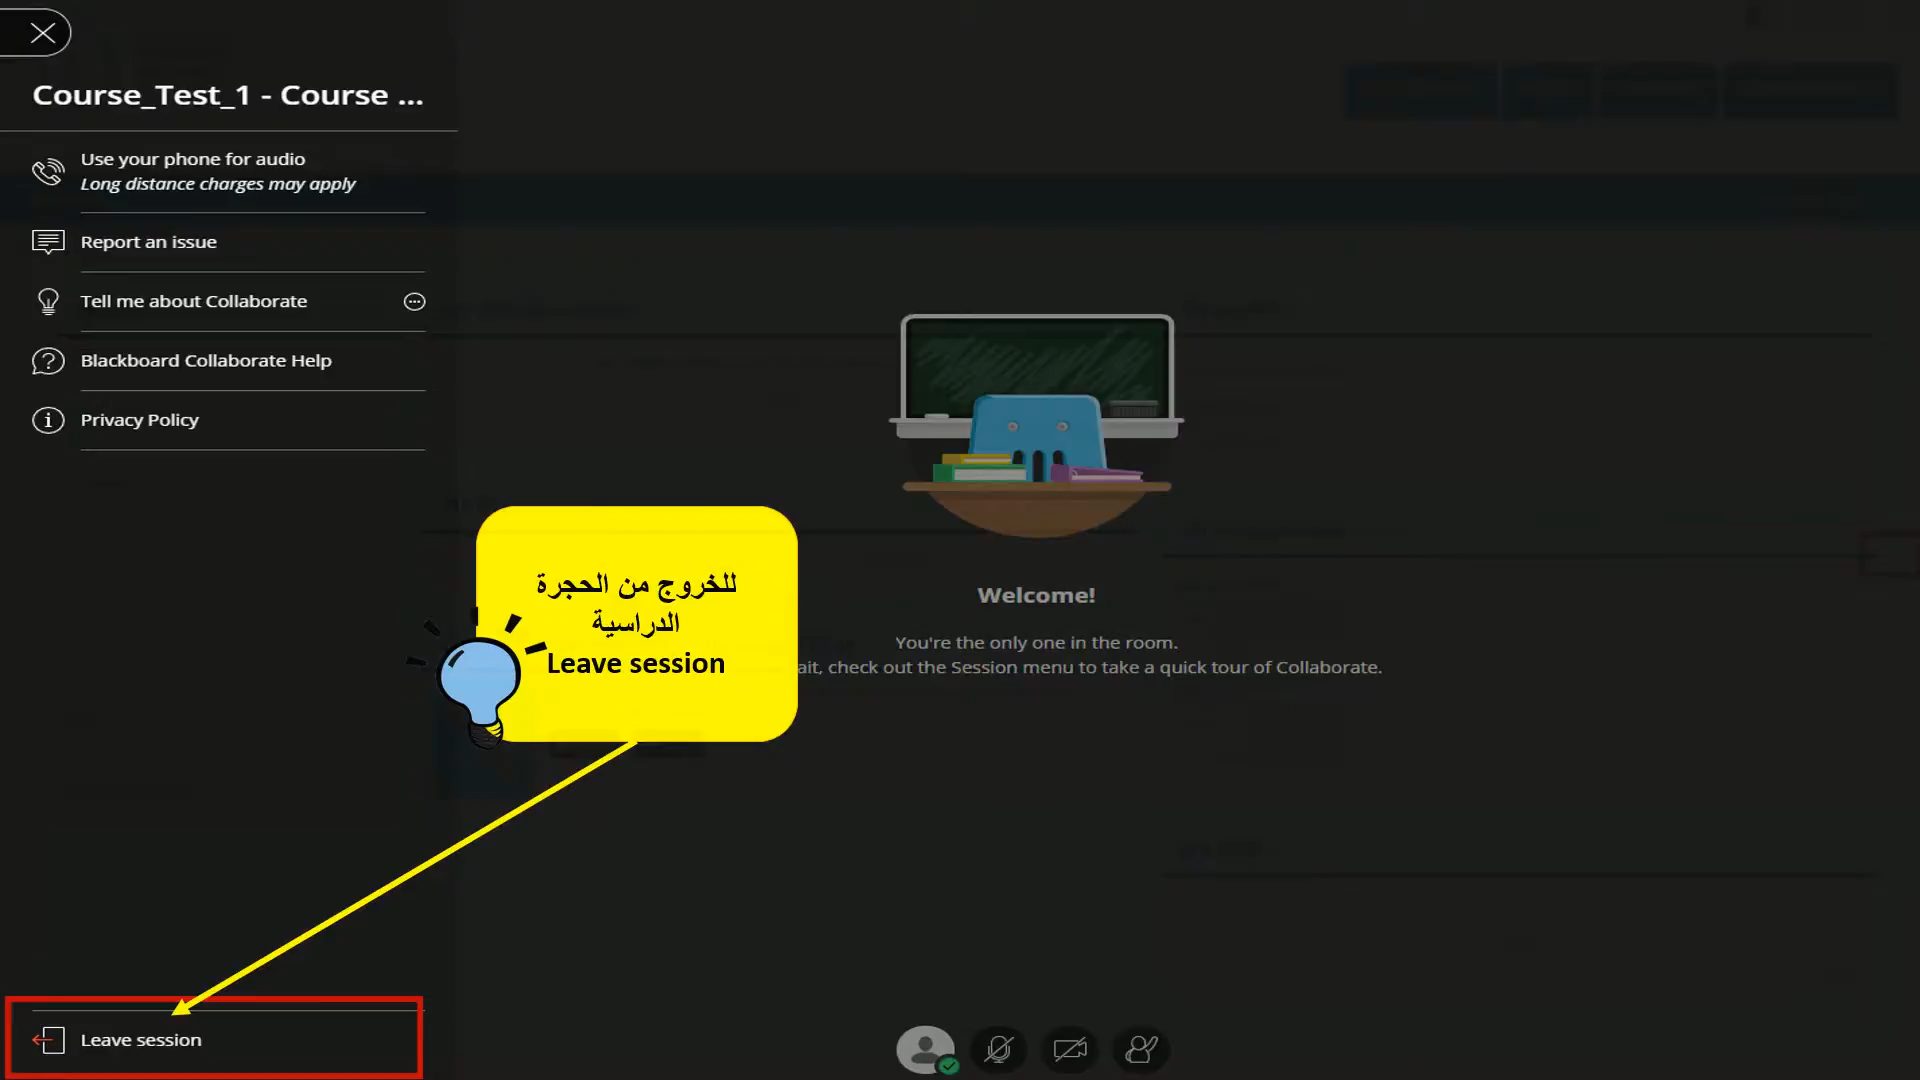 Course_Test_1 - Course ...
Use your phone for audio
Long distance charges may apply
Report an issue
Tell me about Collaborate
Blackboard Collaborate Help
Privacy Policy
للخروج من الحجرة
الدراسية
Leave session
Welcome!
You're the only one in the room.
check out the Session menu to take a quick tour of Collaborate.
Leave session